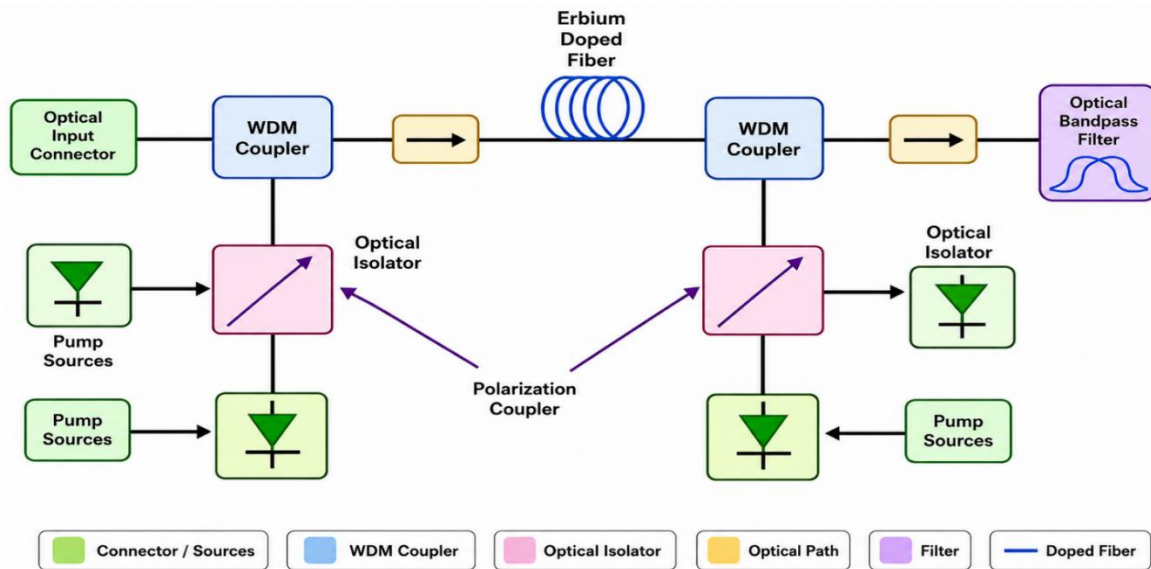 Erbium
Doped
Fiber
Optical
Input
Connector
WDM
Coupler
WDM
Coupler
Optical
Bandpass
Filter
Optical
Isolator
Optical
Isolator
Pump
Sources
Polarization
Coupler
Pump
Sources
Pump
Sources
Connector / Sources
WDM Coupler
Optical Isolator
Optical Path
Filter
Doped Fiber